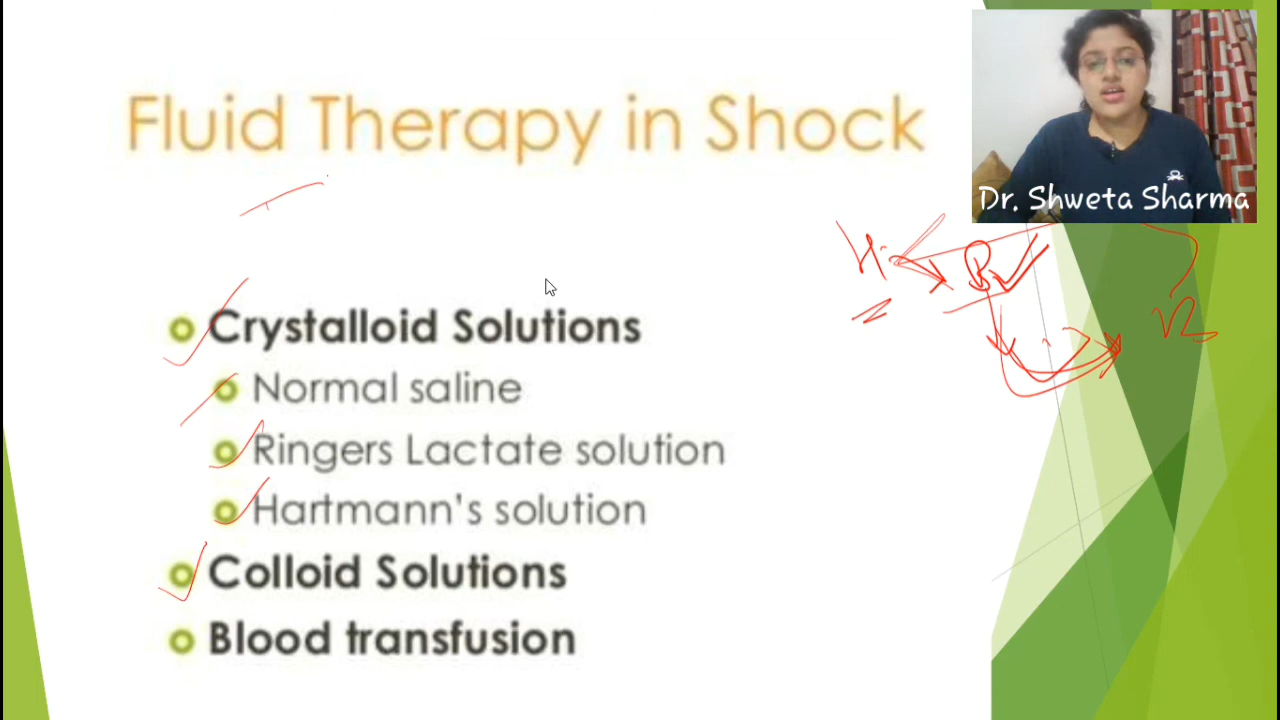 Fluid Therapy in Shock
Dr. Shweta Sharma
Crystalloid Solutions
Normal saline
Ringers Lactate solution
Hartmann's solution
Colloid Solutions
Blood transfusion